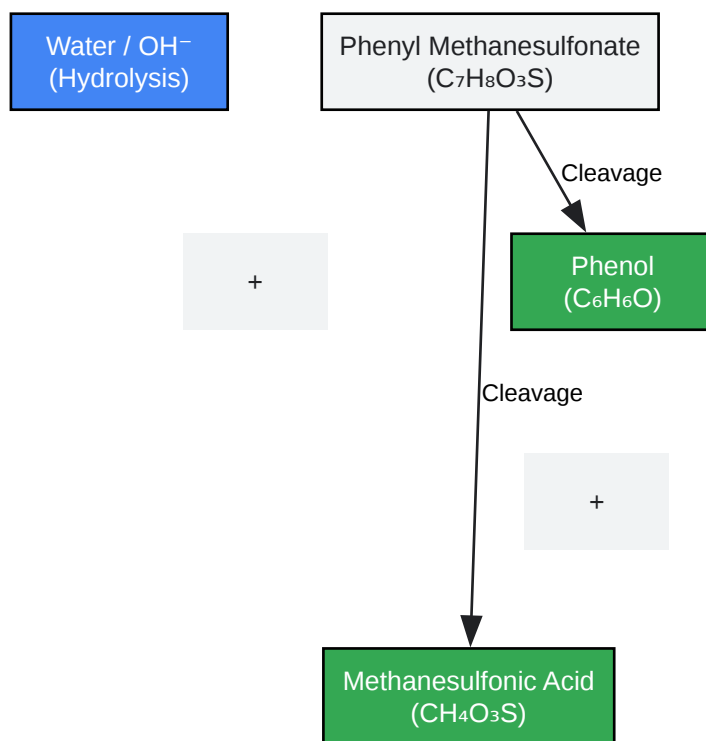 Water / OH⁻
(Hydrolysis)
Phenyl Methanesulfonate
(C₇H₈O₃S)
Cleavage
+
Phenol
(C₆H₆O)
Cleavage
+
Methanesulfonic Acid
(CH₄O₃S)